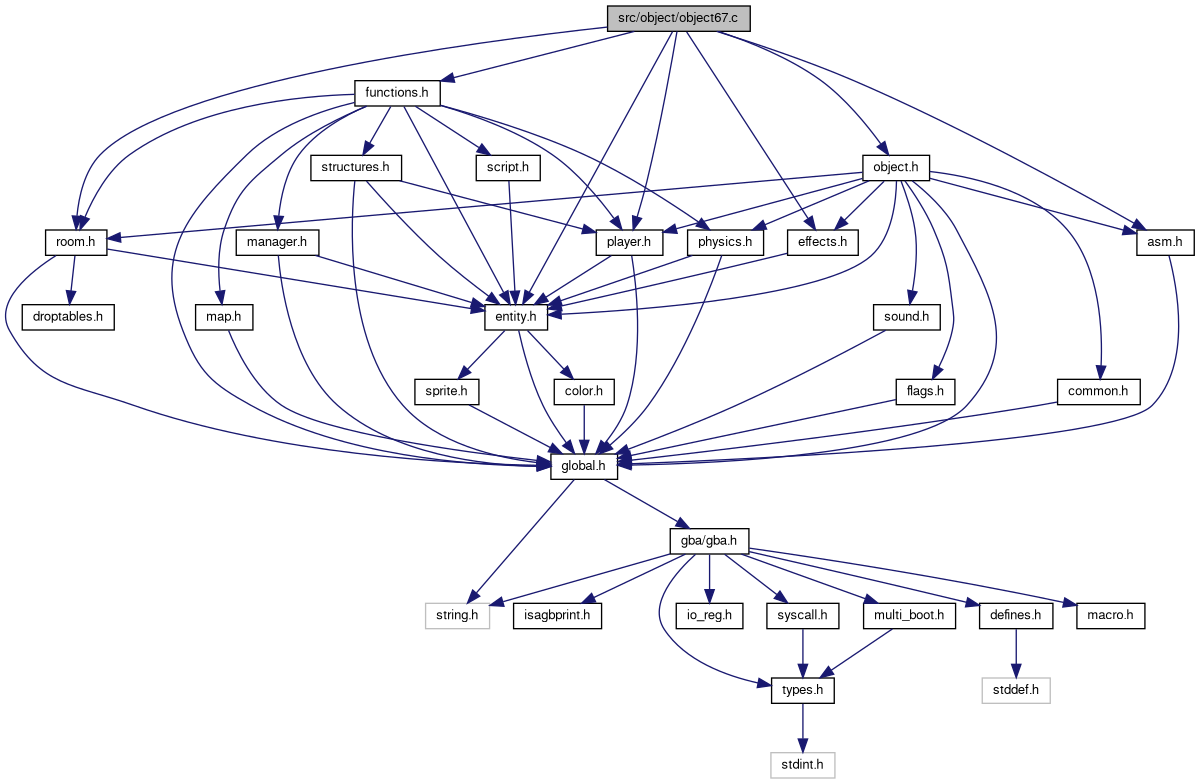 src/object/object67.c
functions.h
structures.h
script.h
object.h
room.h
manager.h
player.h
physics.h
effects.h
asm.h
droptables.h
map.h
entity.h
sound.h
sprite.h
color.h
flags.h
common.h
global.h
gba/gba.h
string.h
isagbprint.h
io_reg.h
syscall.h
multi_boot.h
defines.h
macro.h
types.h
stddef.h
stdint.h